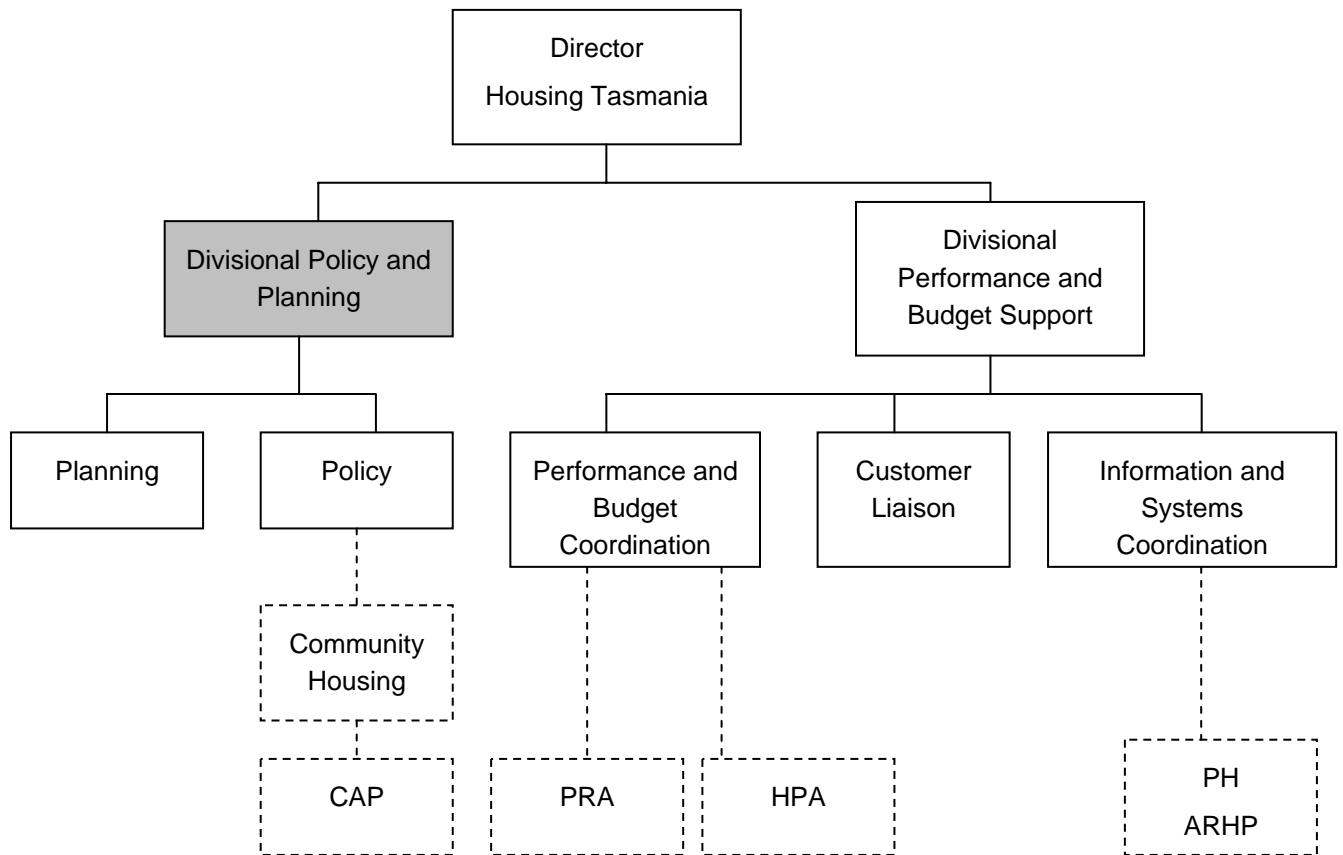 Director
Housing Tasmania
Divisional Policy and
Planning
Divisional
Performance and
Budget Support
Planning
Policy
Performance and
Budget
Coordination
Customer
Liaison
Information and
Systems
Coordination
Community
Housing
CAP
PRA
HPA
PH
ARHP